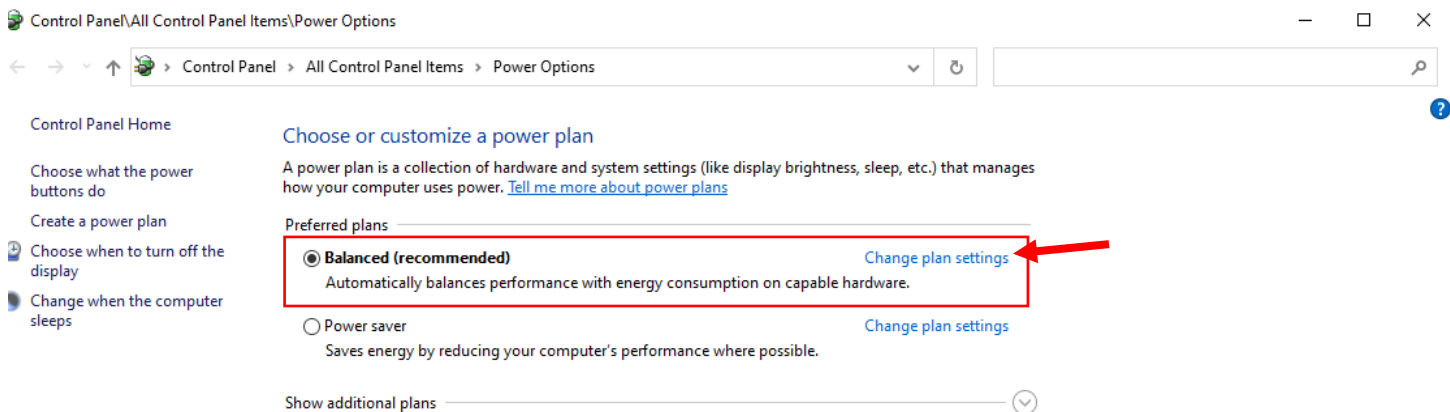 Control Panel\All Control Panel Items\Power Options
Control Panel > All Control Panel Items > Power Options
Control Panel Home
Choose what the power
buttons do
Create a power plan
Choose when to turn off the
display
Change when the computer
sleeps
Choose or customize a power plan
A power plan is a collection of hardware and system settings (like display brightness, sleep, etc.) that manages
how your computer uses power. Tell me more about power plans
Preferred plans
Balanced (recommended) Change plan settings
Automatically balances performance with energy consumption on capable hardware.
Power saver Change plan settings
Saves energy by reducing your computer's performance where possible.
Show additional plans